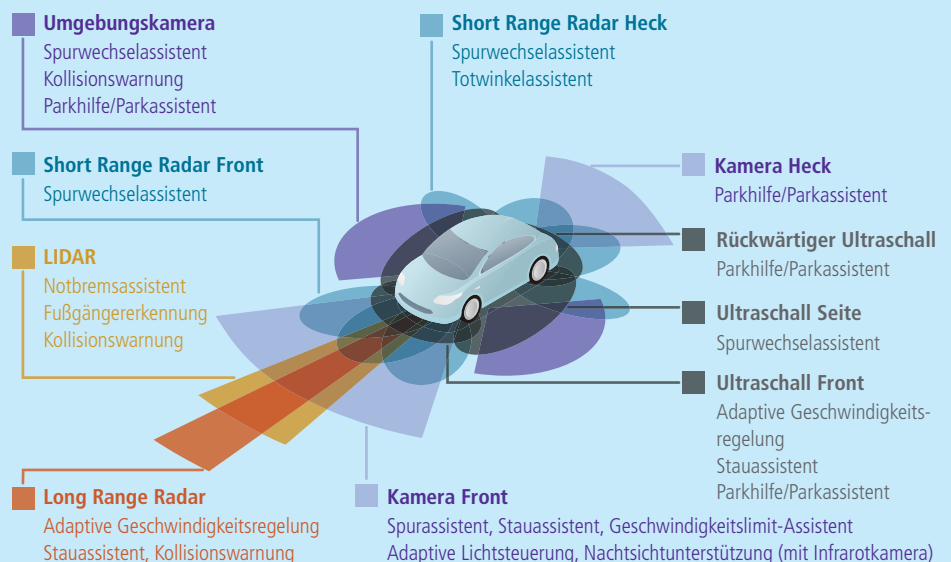 Umgebungskamera
Spurwechselassistent
Kollisionswarnung
Parkhilfe/Parkassistent
Short Range Radar Heck
Spurwechselassistent
Totwinkelassistent
Short Range Radar Front
Spurwechselassistent
Kamera Heck
Parkhilfe/Parkassistent
LIDAR
Notbremsassistent
Fußgängererkennung
Kollisionswarnung
Rückwärtiger Ultraschall
Parkhilfe/Parkassistent
Ultraschall Seite
Spurwechselassistent
Ultraschall Front
Adaptive Geschwindigkeits-
regelung
Stauassistent
Parkhilfe/Parkassistent
Long Range Radar
Adaptive Geschwindigkeitsregelung
Stauassistent, Kollisionswarnung
Kamera Front
Spurassistent, Stauassistent, Geschwindigkeitslimit-Assistent
Adaptive Lichtsteuerung, Nachtsichtunterstützung (mit Infrarotkamera)